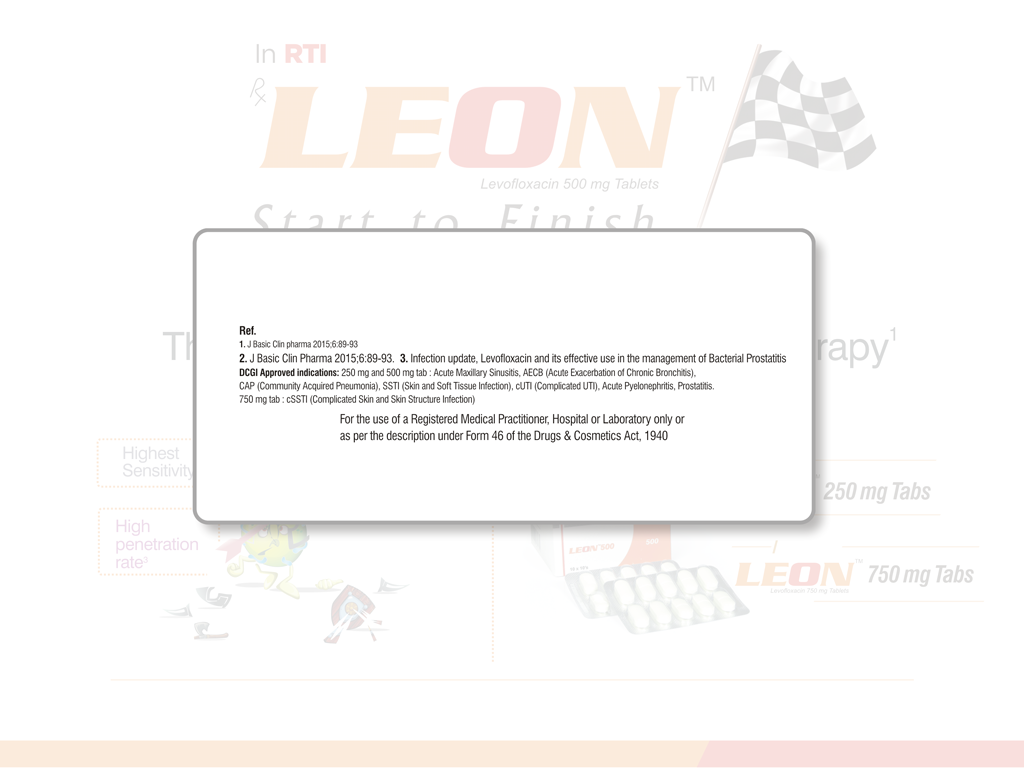 In RTI
℞
LEON™
Levofloxacin 500 mg Tablets
Start to Finish
rapy¹
Ref.
1. J Basic Clin pharma 2015;6:89-93
2. J Basic Clin Pharma 2015;6:89-93. 3. Infection update, Levofloxacin and its effective use in the management of Bacterial Prostatitis
DCGI Approved indications: 250 mg and 500 mg tab : Acute Maxillary Sinusitis, AECB (Acute Exacerbation of Chronic Bronchitis),
CAP (Community Acquired Pneumonia), SSTI (Skin and Soft Tissue Infection), cUTI (Complicated UTI), Acute Pyelonephritis, Prostatitis.
750 mg tab : cSSTI (Complicated Skin and Skin Structure Infection)
For the use of a Registered Medical Practitioner, Hospital or Laboratory only or
as per the description under Form 46 of the Drugs & Cosmetics Act, 1940
Highest
Sensitivity
High
penetration
rate³
250 mg Tabs
LEON 500
LEON™ 750 mg Tabs
Levofloxacin 750 mg Tablets